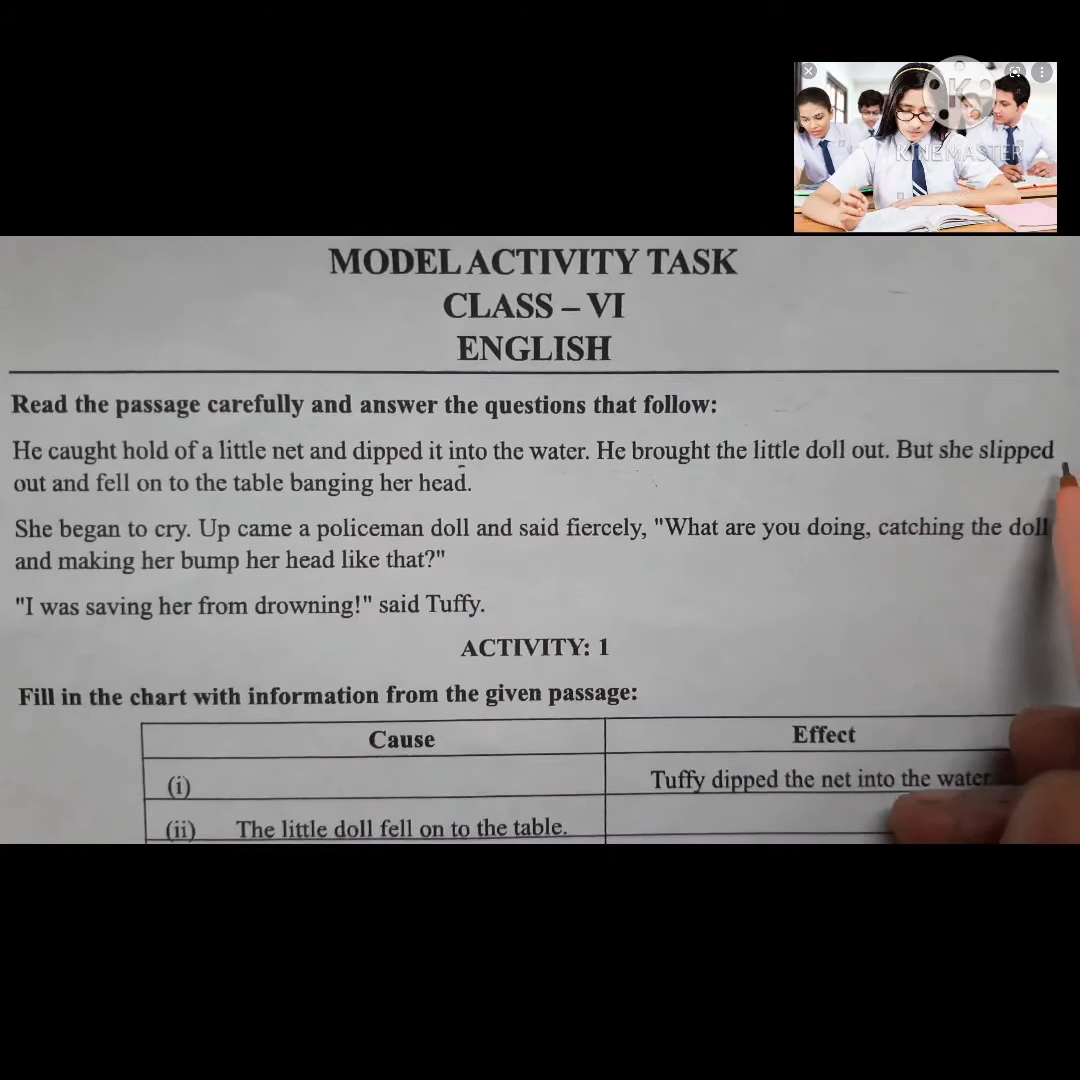 KINEMASTER
MODEL ACTIVITY TASK
CLASS – VI
ENGLISH
Read the passage carefully and answer the questions that follow:
He caught hold of a little net and dipped it into the water. He brought the little doll out. But she slipped
out and fell on to the table banging her head.
She began to cry. Up came a policeman doll and said fiercely, "What are you doing, catching the doll
and making her bump her head like that?"
"I was saving her from drowning!" said Tuffy.
ACTIVITY: 1
Fill in the chart with information from the given passage:
Cause Effect
(i) Tuffy dipped the net into the water
(ii) The little doll fell on to the table.